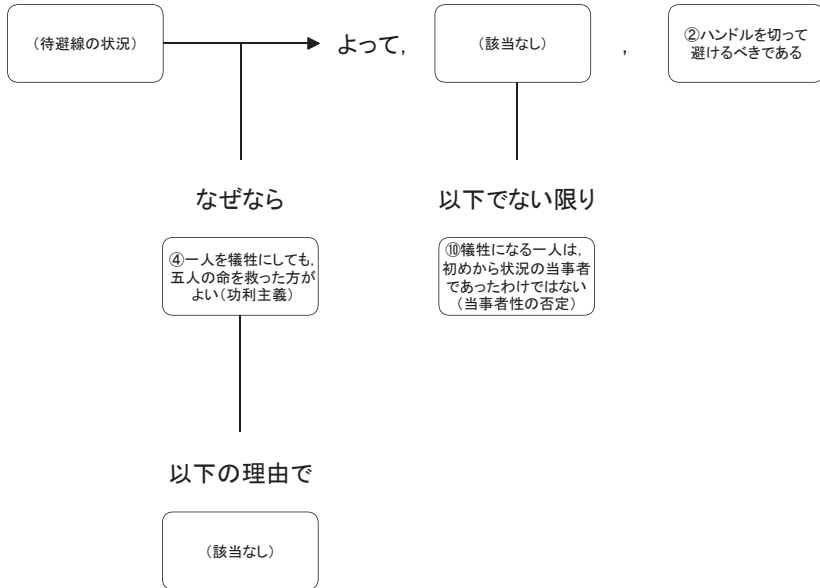 (待避線の状況)
よって,
(該当なし)
,
②ハンドルを切って
避けるべきである
なぜなら
以下でない限り
④一人を犠牲にしても,
五人の命を救った方が
よい(功利主義)
⑩犠牲になる一人は,
初めから状況の当事者
であったわけではない
(当事者性の否定)
以下の理由で
(該当なし)